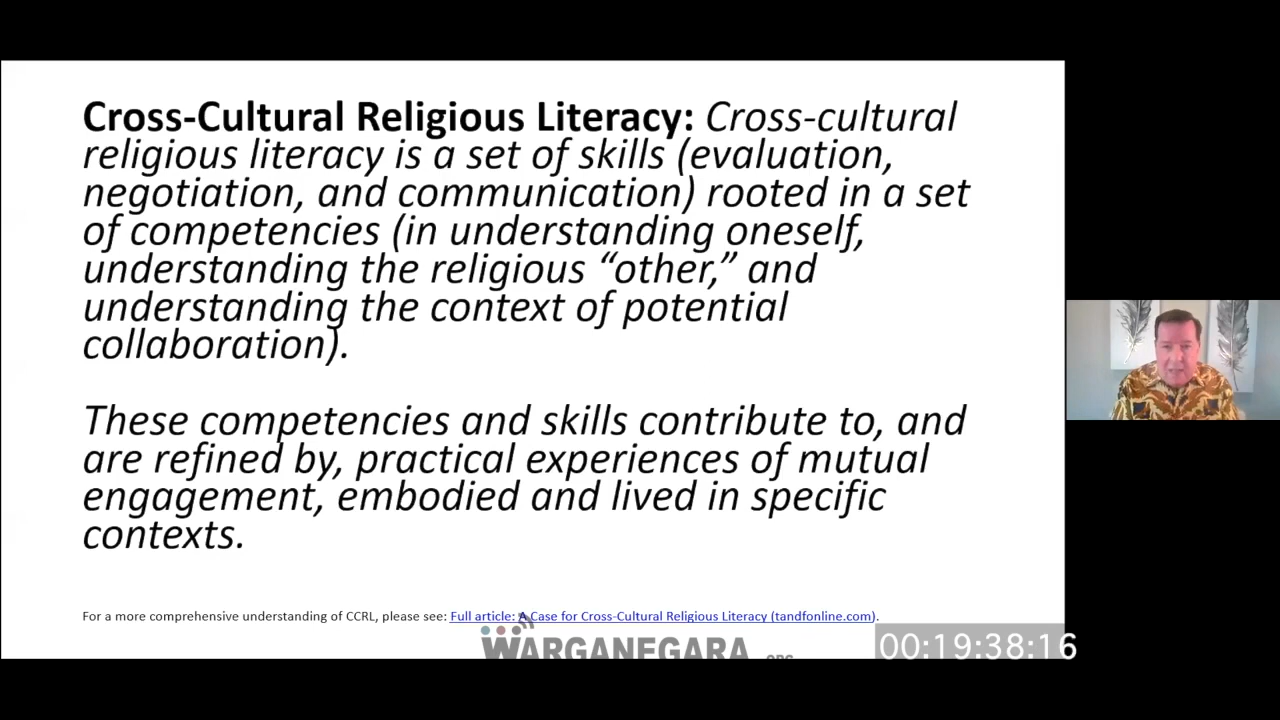 Cross-Cultural Religious Literacy: Cross-cultural
religious literacy is a set of skills (evaluation,
negotiation, and communication) rooted in a set
of competencies (in understanding oneself,
understanding the religious “other,” and
understanding the context of potential
collaboration).
These competencies and skills contribute to, and
are refined by, practical experiences of mutual
engagement, embodied and lived in specific
contexts.
For a more comprehensive understanding of CCRL, please see: Full article: A Case for Cross-Cultural Religious Literacy (tandfonline.com).
WARGANEGARA .ORG
00:19:38:16